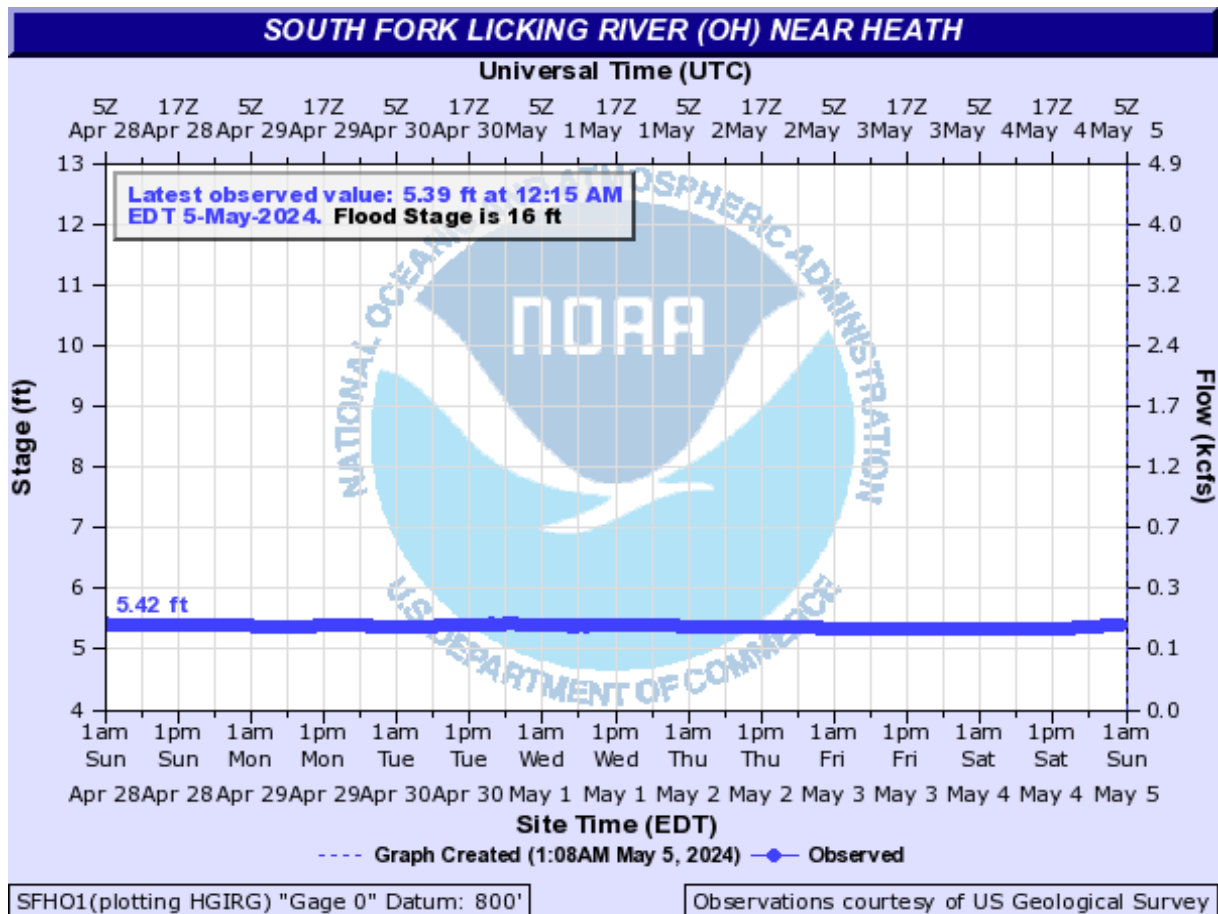 SOUTH FORK LICKING RIVER (OH) NEAR HEATH
Universal Time (UTC)
5Z 17Z 5Z 17Z 5Z 17Z 5Z 17Z 5Z 17Z 5Z 17Z 5Z 17Z 5Z
Apr 28 Apr 28 Apr 29 Apr 29 Apr 30 Apr 30 May 1 May 1 May 2 May 2 May 3 May 3 May 4 May 4 May 5
Latest observed value: 5.39 ft at 12:15 AM
EDT 5-May-2024. Flood Stage is 16 ft
NATIONAL OCEANIC AND ATMOSPHERIC ADMINISTRATION
NOAA
U.S. DEPARTMENT OF COMMERCE
Stage (ft)
13
12
11
10
9
8
7
6
5
4
5.42 ft
Flow (kcfs)
4.9
4.0
3.2
2.4
1.7
1.2
0.7
0.3
0.1
0.0
1am 1pm 1am 1pm 1am 1pm 1am 1pm 1am 1pm 1am 1pm 1am 1pm 1am
Sun Sun Mon Mon Tue Tue Wed Wed Thu Thu Fri Fri Sat Sat Sun
Apr 28 Apr 28 Apr 29 Apr 29 Apr 30 Apr 30 May 1 May 1 May 2 May 2 May 3 May 3 May 4 May 4 May 5
Site Time (EDT)
Graph Created (1:08AM May 5, 2024) Observed
SFHO1(plotting HGIRG) "Gage 0" Datum: 800'
Observations courtesy of US Geological Survey